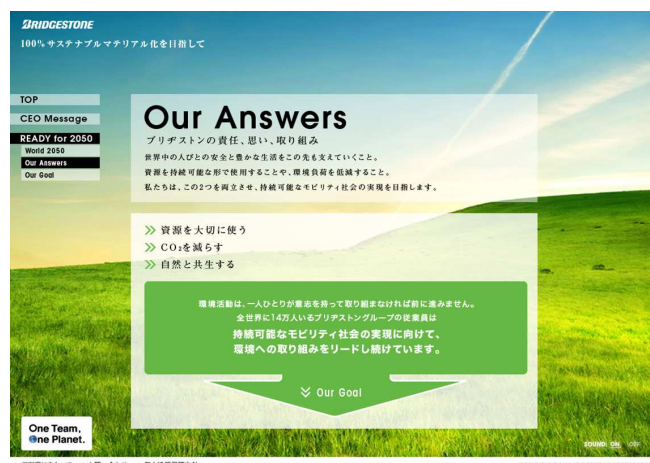 BRIDGESTONE
100%サステナブルマテリアル化を目指して
TOP
CEO Message
READY for 2050
World 2050
Our Answers
Our Goal
Our Answers
ブリヂストンの責任、思い、取り組み
世界中の人びとの安全と豊かな生活をこの先も支えていくこと。
資源を持続可能な形で使用することや、環境負荷を低減すること。
私たちは、この2つを両立させ、持続可能なモビリティ社会の実現を目指します。
資源を大切に使う
CO2を減らす
自然と共生する
環境活動は、一人ひとりが意志を持って取り組まなければ前に進みません。
全世界に14万人いるブリヂストングループの従業員は
持続可能なモビリティ社会の実現に向けて、
環境への取り組みをリードし続けています。
Our Goal
One Team,
One Planet.
SOUND: ON /OFF